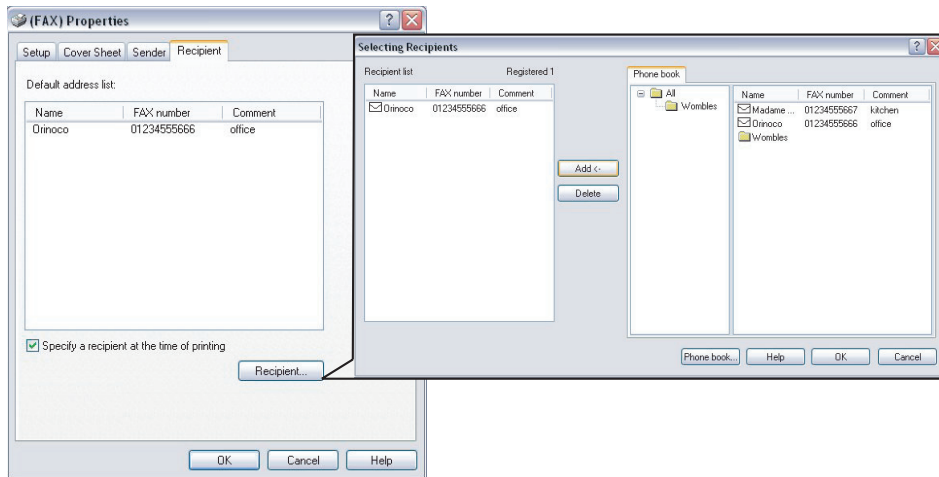 (FAX) Properties
Setup Cover Sheet Sender Recipient
Default address list:
Name FAX number Comment
Orinoco 01234555666 office
Specify a recipient at the time of printing
Recipient...
OK Cancel Help
Selecting Recipients
Recipient list Registered 1
Name FAX number Comment
Orinoco 01234555666 office
Add <-
Delete
Phone book
All
Wombles
Name FAX number Comment
Madame ... 01234555667 kitchen
Orinoco 01234555666 office
Wombles
Phone book... Help OK Cancel